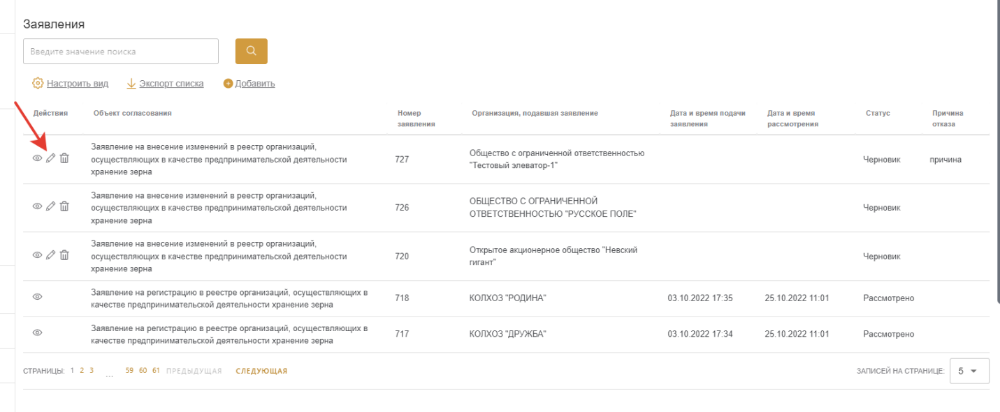 Заявления
Введите значение поиска
Настроить вид Экспорт списка Добавить
Действия Объект согласования Номер заявления Организация, подавшая заявление Дата и время подачи заявления Дата и время рассмотрения Статус Причина отказа
Заявление на внесение изменений в реестр организаций,
осуществляющих в качестве предпринимательской деятельности
хранение зерна
727
Общество с ограниченной ответственностью
"Тестовый элеватор-1"
Черновик
причина
Заявление на внесение изменений в реестр организаций,
осуществляющих в качестве предпринимательской деятельности
хранение зерна
726
ОБЩЕСТВО С ОГРАНИЧЕННОЙ
ОТВЕТСТВЕННОСТЬЮ "РУССКОЕ ПОЛЕ"
Черновик
Заявление на внесение изменений в реестр организаций,
осуществляющих в качестве предпринимательской деятельности
хранение зерна
720
Открытое акционерное общество "Невский
гигант"
Черновик
Заявление на регистрацию в реестре организаций, осуществляющих в
качестве предпринимательской деятельности хранение зерна
718
КОЛХОЗ "РОДИНА"
03.10.2022 17:35
25.10.2022 11:01
Рассмотрено
Заявление на регистрацию в реестре организаций, осуществляющих в
качестве предпринимательской деятельности хранение зерна
717
КОЛХОЗ "ДРУЖБА"
03.10.2022 17:34
25.10.2022 11:01
Рассмотрено
СТРАНИЦЫ: 1 2 3 ... 59 60 61 ПРЕДЫДУЩАЯ СЛЕДУЮЩАЯ
ЗАПИСЕЙ НА СТРАНИЦЕ: 5